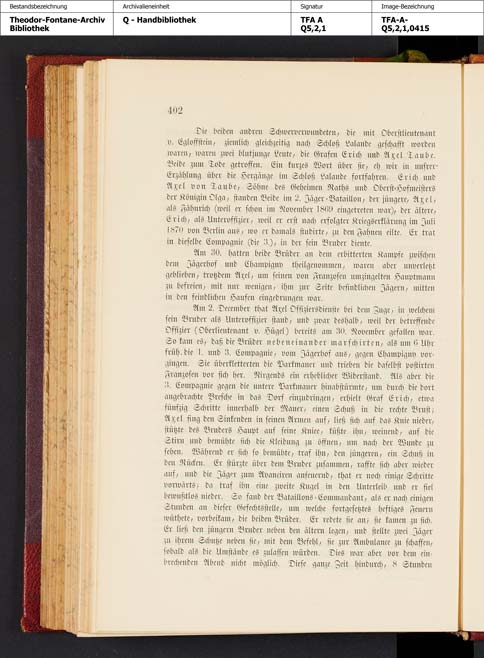 Bestandsbezeichnung
Theodor-Fontane-Archiv
Bibliothek
Archivalieneinheit
Q - Handbibliothek
Signatur
TFA A
Q5,2,1
Image-Bezeichnung
TFA-A-
Q5,2,1,0415
402
Die beiden andren Schwerverwundeten, die mit Oberstlieutenant
v. Egloffstein, ziemlich gleichzeitig nach Schloß Lalande geschafft worden
waren, waren zwei blutjunge Leute, die Grafen Erich und Axel Taube.
Beide zum Tode getroffen. Ein kurzes Wort über sie, eh wir in unsrer
Erzählung über die Hergänge im Schloß Lalande fortfahren. Erich und
Axel von Taube, Söhne des Geheimen Raths und Oberst-Hofmeisters
der Königin Olga, standen Beide im 2. Jäger-Bataillon, der jüngere, Axel,
als Fähnrich (weil er schon im November 1869 eingetreten war), der ältere,
Erich, als Unteroffizier, weil er erst nach erfolgter Kriegserklärung im Juli
1870 von Berlin aus, wo er damals studirte, zu den Fahnen eilte. Er trat
in dieselbe Compagnie (die 3.), in der sein Bruder diente.
Am 30. hatten beide Brüder an dem erbitterten Kampfe zwischen
dem Jägerhof und Champigny theilgenommen, waren aber unverletzt
geblieben, trotzdem Axel, um seinen von Franzosen umzingelten Hauptmann
zu befreien, mit nur wenigen, ihm zur Seite befindlichen Jägern, mitten
in den feindlichen Haufen eingedrungen war.
Am 2. Dezember that Axel Offiziersdienste bei dem Zuge, in welchem
sein Bruder als Unteroffizier stand, und zwar deshalb, weil der betreffende
Offizier (Oberlieutenant v. Hügel) bereits am 30. November gefallen war.
So kam es, daß die Brüder nebeneinander marschirten, als um 6 Uhr
früh die 1. und 3. Compagnie, vom Jägerhof aus, gegen Champigny vor-
gingen. Sie überkletterten die Parkmauer und trieben die daselbst postirten
Franzosen vor sich her. Nirgends ein erheblicher Widerstand. Als aber die
3. Compagnie gegen die untere Parkmauer hinabstürmte, um durch die dort
angebrachte Bresche in das Dorf einzudringen, erhielt Graf Erich, etwa
fünfzig Schritte innerhalb der Mauer, einen Schuß in die rechte Brust;
Axel fing den Sinkenden in seinen Armen auf, ließ sich auf das Knie nieder,
stützte des Bruders Haupt auf seine Kniee, küßte ihn, weinend, auf die
Stirn und bemühte sich die Kleidung zu öffnen, um nach der Wunde zu
sehen. Während er sich so bemühte, traf ihn, den jüngeren, ein Schuß in
den Rücken. Er stürzte über dem Bruder zusammen, raffte sich aber wieder
auf, und die Jäger zum Avanciren anfeuernd, that er noch einige Schritte
vorwärts; da traf ihn eine zweite Kugel in den Unterleib und er fiel
bewußtlos nieder. So fand der Bataillons-Commandant, als er nach einigen
Stunden an dieser Gefechtsstelle, um welche fortgesetztes heftiges Feuern
wüthete, vorbeikam, die beiden Brüder. Er redete sie an; sie kamen zu sich.
Er ließ den jüngern Bruder neben den ältern legen, und stellte zwei Jäger
zu ihrem Schutze neben sie, mit dem Befehl, sie zur Ambulance zu schaffen,
sobald als die Umstände es zulassen würden. Dies war aber vor dem ein-
brechenden Abend nicht möglich. Diese ganze Zeit hindurch, 8 Stunden